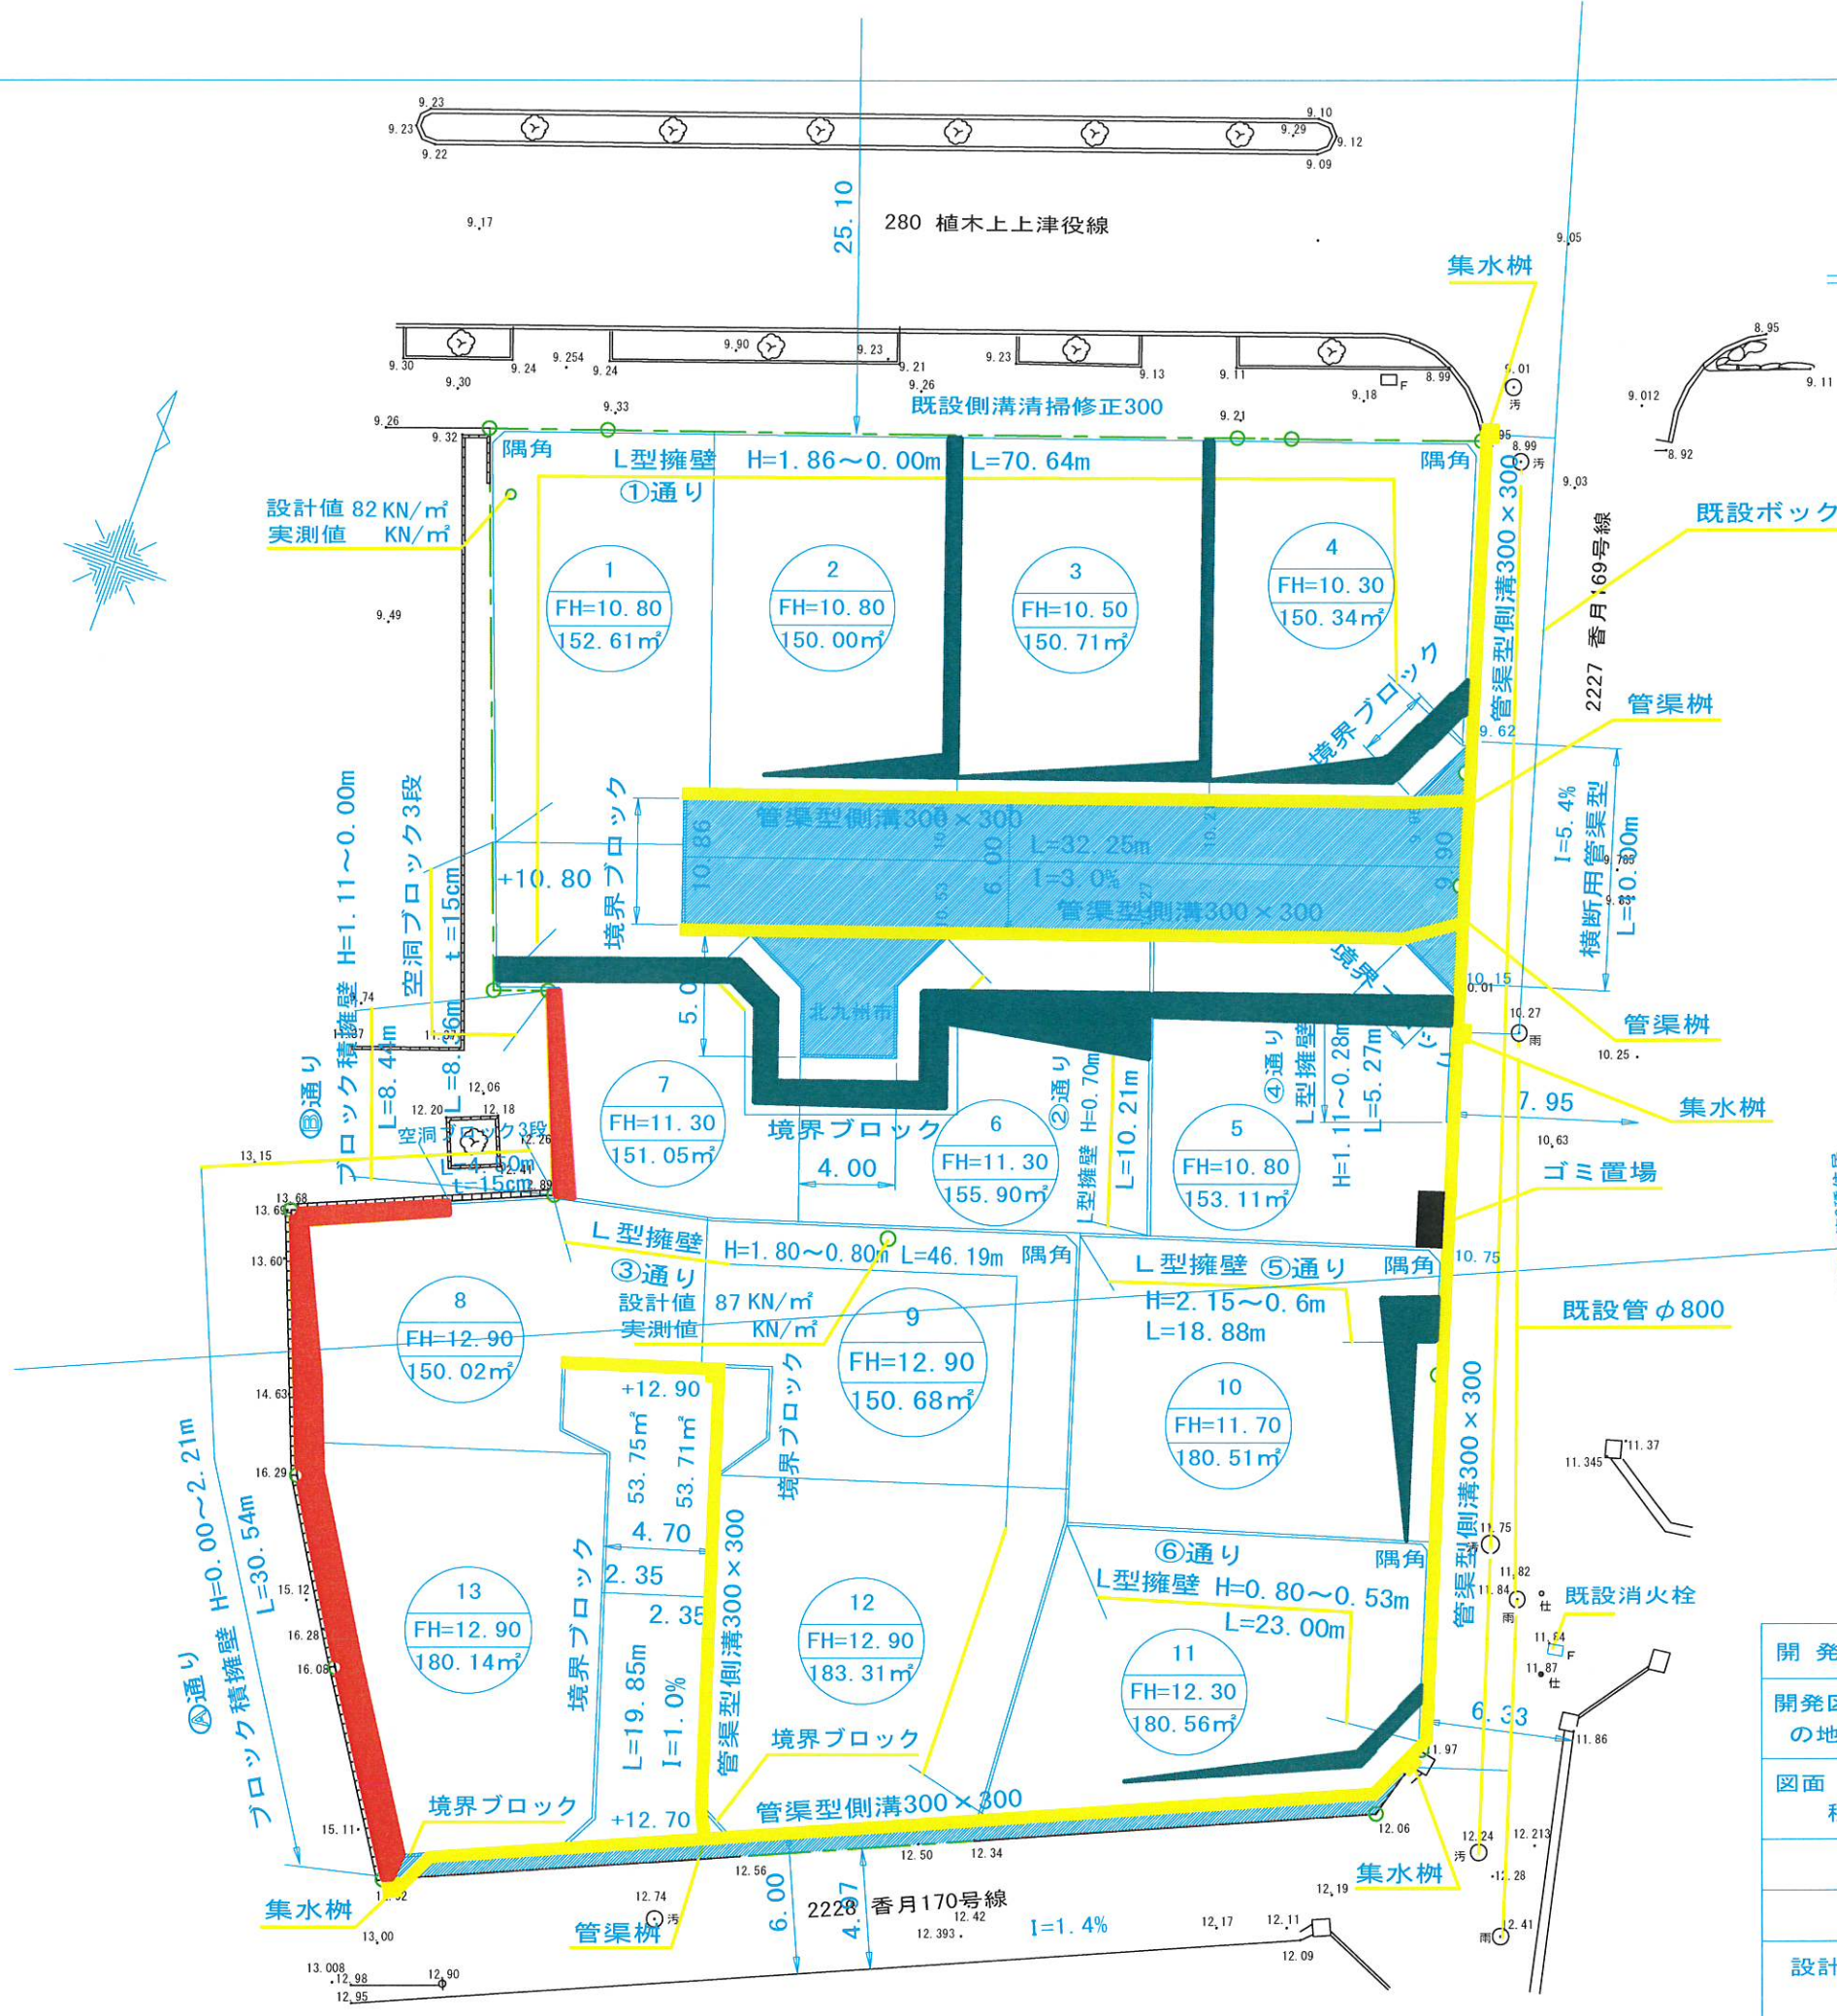 9.23
9.23
9.22
9.10
9.29
9.12
9.09
25.10
9.17
280 植木上上津役線
9.05
集水桝
9.30
9.30
9.24
9.254
9.24
9.90
9.23
9.21
9.26
9.23
9.13
9.11
F
9.18
8.99
9.01
汚
8.95
9.11
9.012
8.92
9.26
9.32
9.33
既設側溝清掃修正300
9.21
8.99
汚
9.03
隅角
L型擁壁 H=1.86～0.00m L=70.64m
隅角
①通り
設計値 82KN/㎡
実測値 KN/㎡
管渠型側溝300×300
既設ボック
2227 香月169号線
9.49
1
FH=10.80
152.61㎡
2
FH=10.80
150.00㎡
3
FH=10.50
150.71㎡
4
FH=10.30
150.34㎡
境界ブロック
管渠桝
9.62
ブロック積擁壁 H=1.11～0.00m
L=8.44m
Ⓑ通り
空洞ブロック3段
t=15cm
境界ブロック
10.86
管渠型側溝300×300
6.00
L=32.25m
I=3.0%
10.53
管渠型側溝300×300
9.90
+10.80
I=5.4%
横断用管渠型
L=10.00m
10.15
10.27
雨
10.25
管渠桝
北九州市
12.06
12.20
12.18
空洞ブロック3段
12.26
t=15cm
13.15
13.68
13.69
13.60
7
FH=11.30
151.05㎡
境界ブロック
4.00
6
FH=11.30
155.90㎡
②通り
L型擁壁 H=0.70m
L=10.21m
5
FH=10.80
153.11㎡
④通り
L型擁壁
H=1.11～0.28m
L=5.27m
7.95
集水桝
10.63
ゴミ置場
10.75
L型擁壁 H=1.80～0.80m L=46.19m 隅角
③通り
設計値 87KN/㎡
実測値 KN/㎡
L型擁壁 ⑤通り 隅角
H=2.15～0.6m
L=18.88m
既設管φ800
8
FH=12.90
150.02㎡
9
FH=12.90
150.68㎡
10
FH=11.70
180.51㎡
14.63
16.29
15.12
16.28
16.08
15.11
Ⓐ通り
ブロック積擁壁 H=0.00～2.21m
L=30.54m
+12.90
53.75㎡
53.71㎡
境界ブロック
4.70
2.35
2.35
境界ブロック
L=19.85m
I=1.0%
管渠型側溝300×300
13
FH=12.90
180.14㎡
12
FH=12.90
183.31㎡
⑥通り
隅角
L型擁壁 H=0.80～0.53m
L=23.00m
11
FH=12.30
180.56㎡
管渠型側溝300×300
11.37
11.345
11.75
11.82
11.84
雨
仕
既設消火栓
11.84
F
11.87
仕
6.33
11.86
境界ブロック
境界ブロック
+12.70
管渠型側溝300×300
12.06
12.24
汚
12.213
12.28
集水桝
12.56
12.50
12.34
6.00
4.97
集水桝
13.00
12.74
汚
管渠桝
2228 香月170号線
12.42
12.393
I=1.4%
12.19
12.17
12.11
12.09
雨
12.41
13.008
12.98
12.95
12.90
開 発
開発区
の地
図面
設計